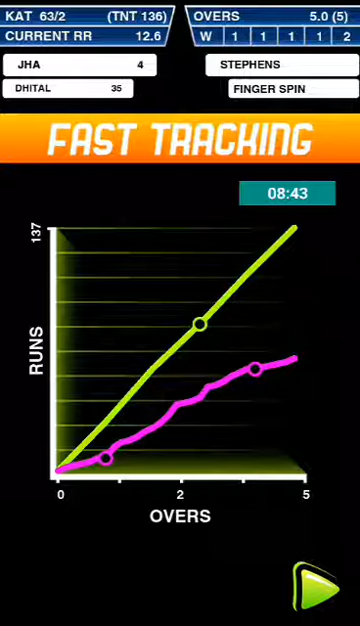 KAT 63/2 (TNT 136)
OVERS 5.0 (5)
CURRENT RR 12.6
W 1 1 1 1 2
JHA 4
STEPHENS
DHITAL 35
FINGER SPIN
FAST TRACKING
08:43
137
RUNS
0 2 5
OVERS